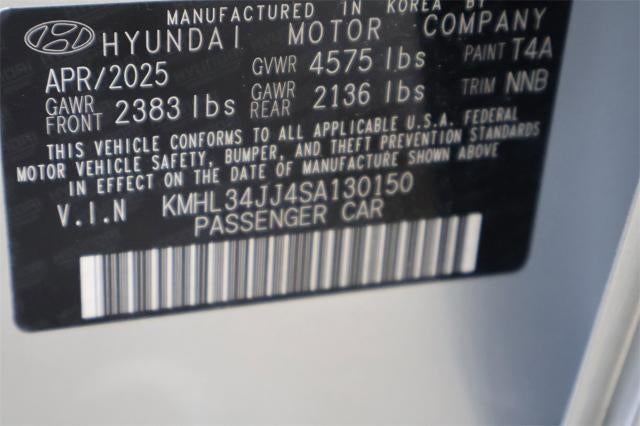 MANUFACTURED IN KOREA BY
HYUNDAI MOTOR COMPANY
APR/2025 GVWR 4575 lbs PAINT T4A
GAWR FRONT 2383 lbs GAWR REAR 2136 lbs TRIM NNB
THIS VEHICLE CONFORMS TO ALL APPLICABLE U.S.A. FEDERAL
MOTOR VEHICLE SAFETY, BUMPER, AND THEFT PREVENTION STANDARDS
IN EFFECT ON THE DATE OF MANUFACTURE SHOWN ABOVE
V.I.N KMHL34JJ4SA130150
PASSENGER CAR